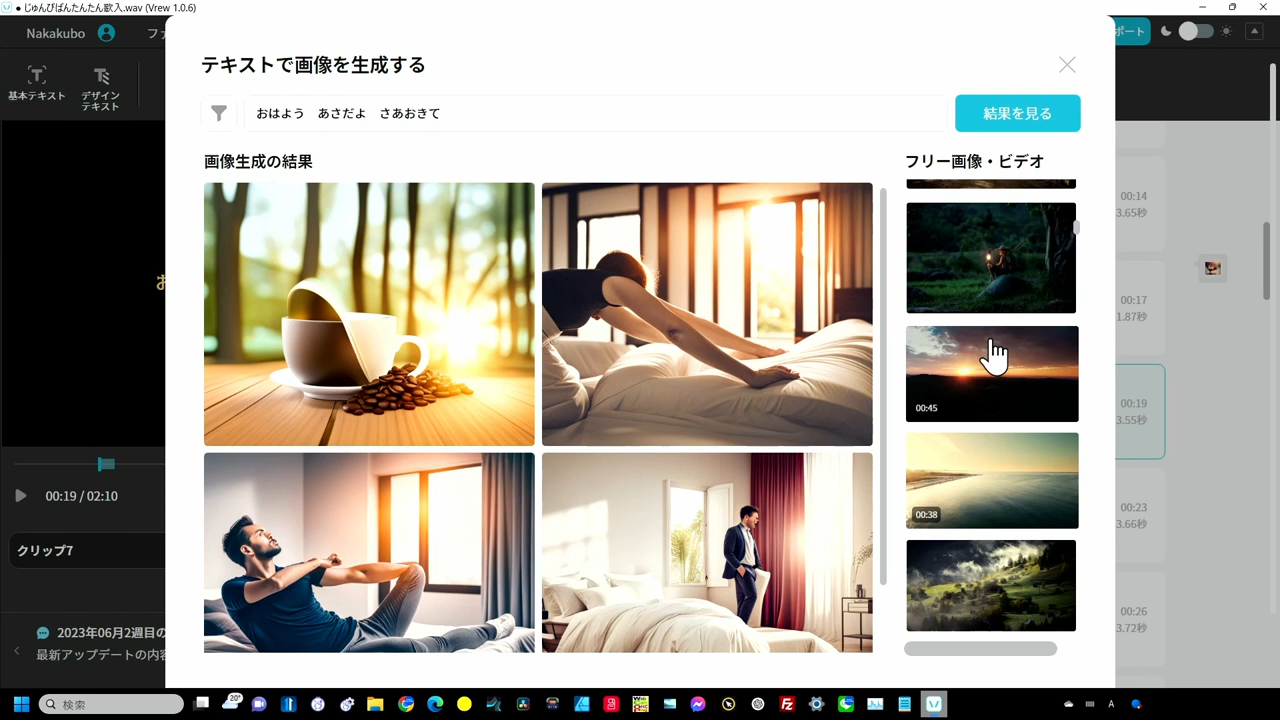 ● じゅんびぱんたんたん歌入.wav (Vrew 1.0.6)
Nakakubo
ファ
ポート
基本テキスト
デザイン
テキスト
テキストで画像を生成する
おはよう　あさだよ　さあおきて
結果を見る
画像生成の結果
フリー画像・ビデオ
00:45
00:38
お
00:19 / 02:10
クリップ7
2023年06月2週目の
最新アップデートの内容
00:14
3.65秒
00:17
1.87秒
00:19
3.55秒
00:23
3.66秒
00:26
3.72秒
検索
20°
A